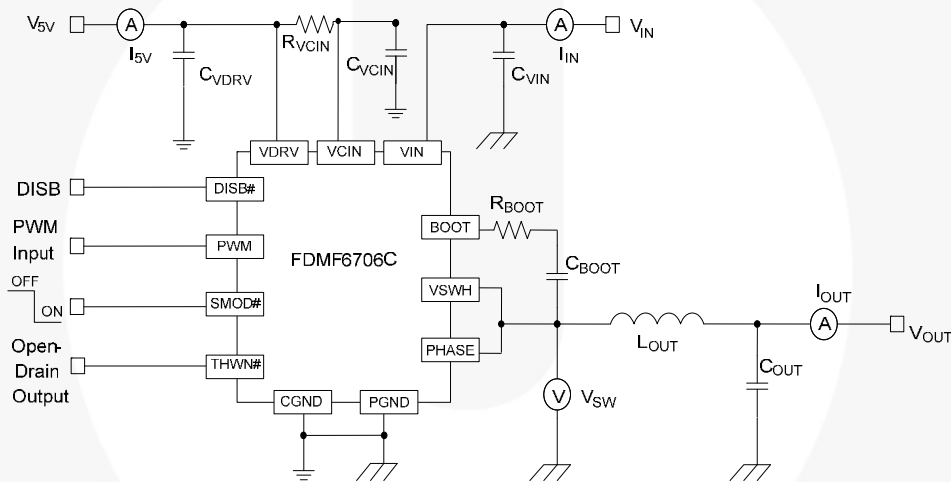 V5V
A
I5V
RVCIN
CVDRV
CVCIN
CVIN
A
IIN
VIN
VDRV
VCIN
VIN
DISB
DISB#
PWM
Input
PWM
OFF
ON
SMOD#
Open-
Drain
Output
THWN#
FDMF6706C
BOOT
RBOOT
CBOOT
VSWH
PHASE
CGND
PGND
V
VSW
LOUT
COUT
IOUT
A
VOUT